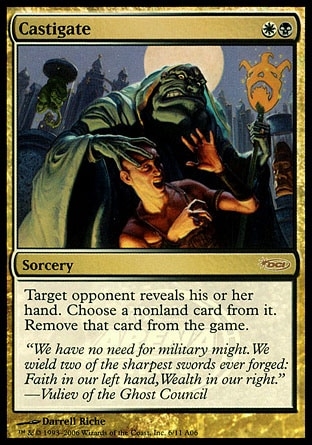 Castigate
Sorcery
DCI
Target opponent reveals his or her
hand. Choose a nonland card from it.
Remove that card from the game.
"We have no need for military might. We
wield two of the sharpest swords ever forged:
Faith in our left hand, Wealth in our right."
—Vuliev of the Ghost Council
Darrell Riche
™ & © 1993–2006 Wizards of the Coast, Inc. 6/11 A06